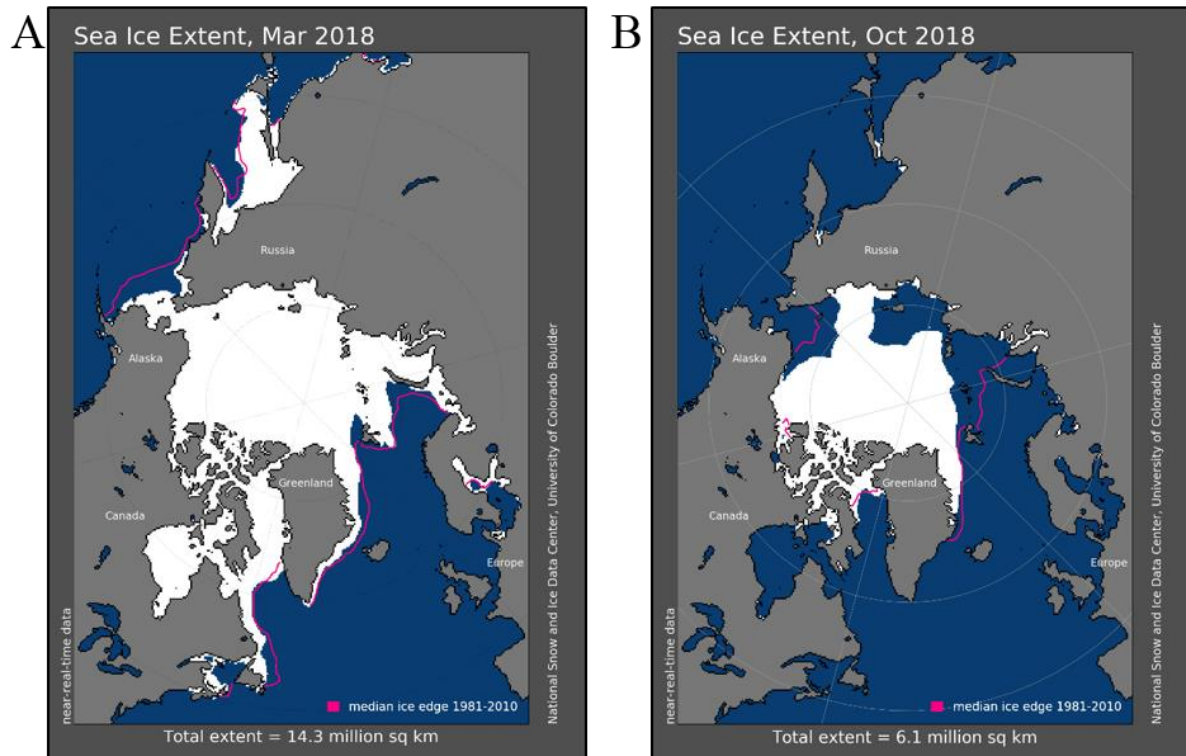 A
Sea Ice Extent, Mar 2018
Russia
Alaska
Greenland
Canada
Europe
near-real-time data
National Snow and Ice Data Center, University of Colorado Boulder
median ice edge 1981-2010
Total extent = 14.3 million sq km
B
Sea Ice Extent, Oct 2018
Russia
Alaska
Greenland
Canada
Europe
near-real-time data
National Snow and Ice Data Center, University of Colorado Boulder
median ice edge 1981-2010
Total extent = 6.1 million sq km